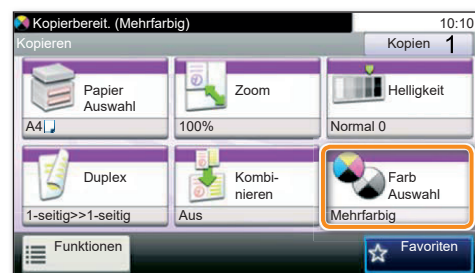 Kopierbereit. (Mehrfarbig)
10:10
Kopieren
Kopien 1
Papier
Auswahl
A4
Zoom
100%
Helligkeit
Normal 0
Duplex
1-seitig>>1-seitig
Kombi-
nieren
Aus
Farb
Auswahl
Mehrfarbig
Funktionen
Favoriten